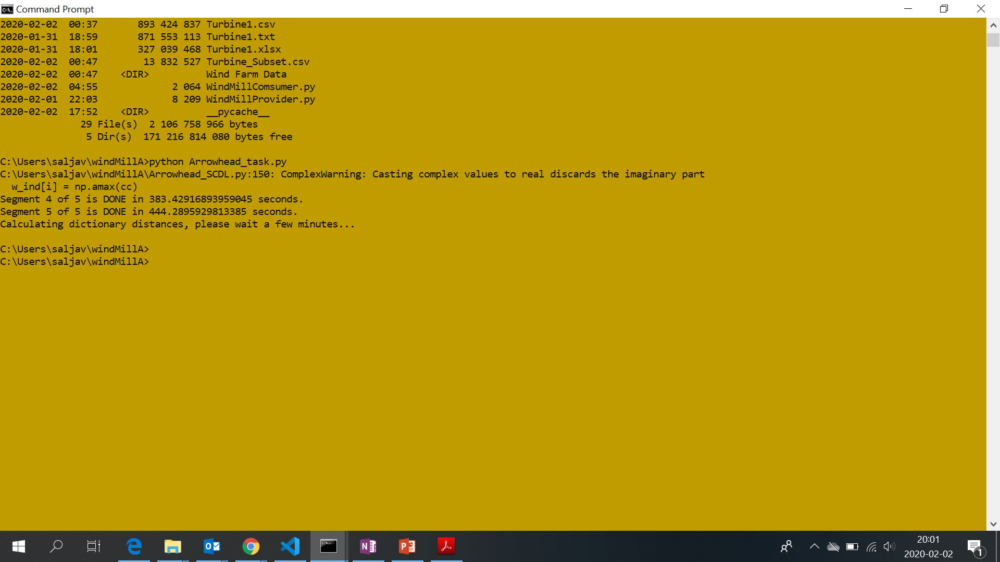 Command Prompt
2020-02-02  00:37       893 424 837 Turbine1.csv
2020-01-31  18:59       871 553 113 Turbine1.txt
2020-01-31  18:01       327 039 468 Turbine1.xlsx
2020-02-02  00:47        13 832 527 Turbine_Subset.csv
2020-02-02  00:47    <DIR>          Wind Farm Data
2020-02-02  04:55             2 064 WindMillComsumer.py
2020-02-01  22:03             8 209 WindMillProvider.py
2020-02-02  17:52    <DIR>          __pycache__
              29 File(s)  2 106 758 966 bytes
               5 Dir(s)  171 216 814 080 bytes free
C:\Users\saljav\windMillA>python Arrowhead_task.py
C:\Users\saljav\windMillA\Arrowhead_SCDL.py:150: ComplexWarning: Casting complex values to real discards the imaginary part
  w_ind[i] = np.amax(cc)
Segment 4 of 5 is DONE in 383.42916893959045 seconds.
Segment 5 of 5 is DONE in 444.2895929813385 seconds.
Calculating dictionary distances, please wait a few minutes...
C:\Users\saljav\windMillA>
C:\Users\saljav\windMillA>
20:01
2020-02-02
1